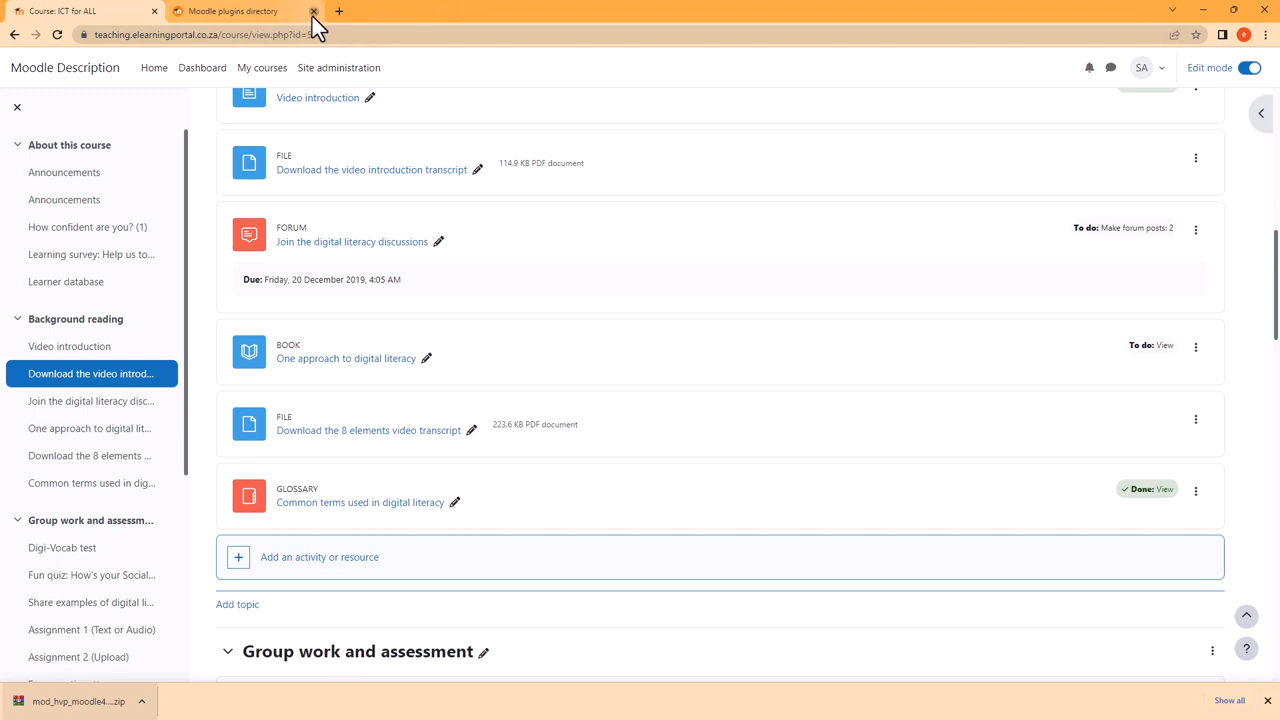 Course: ICT for ALL
Moodle plugins directory
teaching.elearningportal.co.za/course/view.php?id=
Moodle Description
Home
Dashboard
My courses
Site administration
SA
Edit mode
About this course
Announcements
Announcements
How confident are you? (1)
Learning survey: Help us to...
Learner database
Background reading
Video introduction
Download the video introd...
Join the digital literacy disc...
One approach to digital lit...
Download the 8 elements ...
Common terms used in dig...
Group work and assessm...
Digi-Vocab test
Fun quiz: How's your Social...
Share examples of digital li...
Assignment 1 (Text or Audio)
Assignment 2 (Upload)
Video introduction
FILE
Download the video introduction transcript
114.9 KB PDF document
FORUM
Join the digital literacy discussions
To do: Make forum posts: 2
Due: Friday, 20 December 2019, 4:05 AM
BOOK
One approach to digital literacy
To do: View
FILE
Download the 8 elements video transcript
223.6 KB PDF document
GLOSSARY
Common terms used in digital literacy
Done: View
Add an activity or resource
Add topic
Group work and assessment
mod_hvp_moodle4....zip
Show all